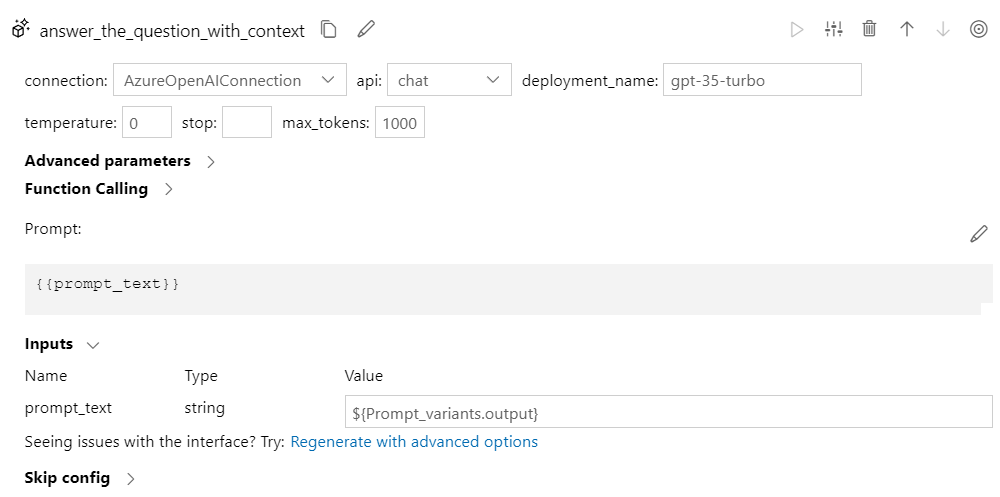 answer_the_question_with_context
connection: AzureOpenAIConnection api: chat deployment_name: gpt-35-turbo
temperature: 0 stop: max_tokens: 1000
Advanced parameters
Function Calling
Prompt:
{{prompt_text}}
Inputs
Name Type Value
prompt_text string ${Prompt_variants.output}
Seeing issues with the interface? Try: Regenerate with advanced options
Skip config